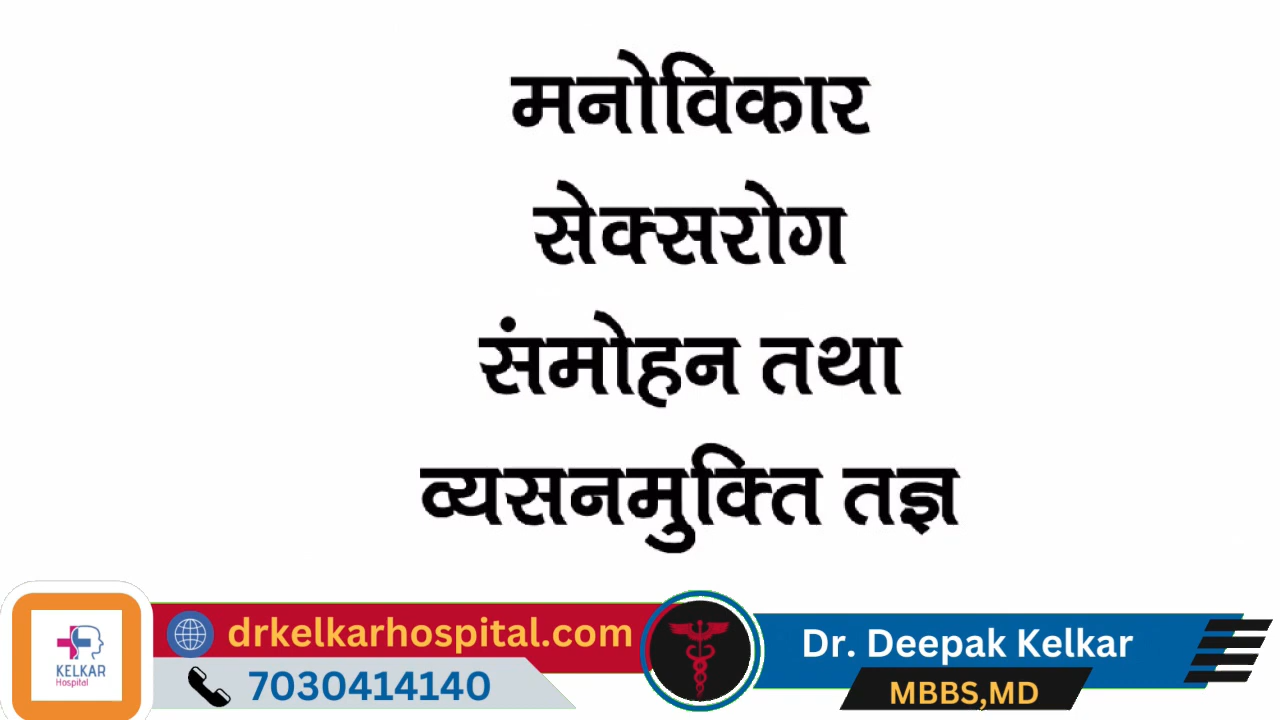 मनोविकार
सेक्सरोग
संमोहन तथा
व्यसनमुक्ति तज्ञ
KELKAR
Hospital
drkelkarhospital.com
7030414140
Dr. Deepak Kelkar
MBBS,MD